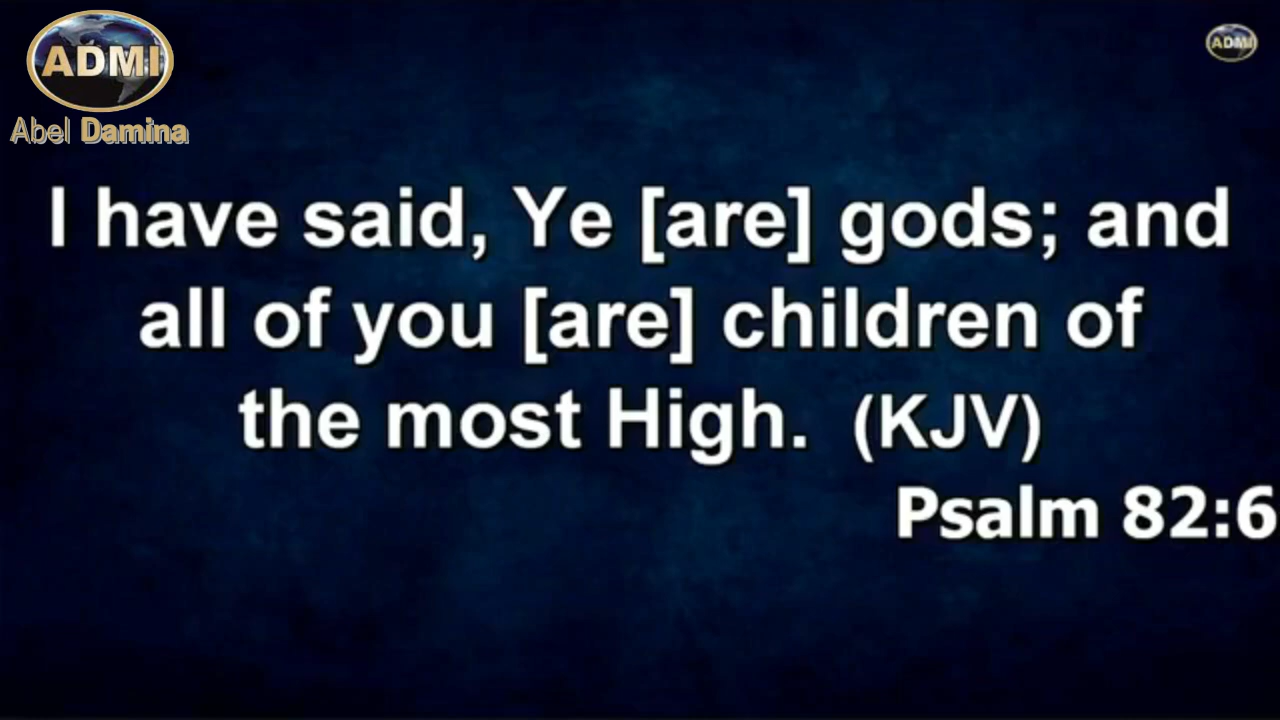 ADMI
ADMI
Abel Damina
I have said, Ye [are] gods; and
all of you [are] children of
the most High. (KJV)
Psalm 82:6